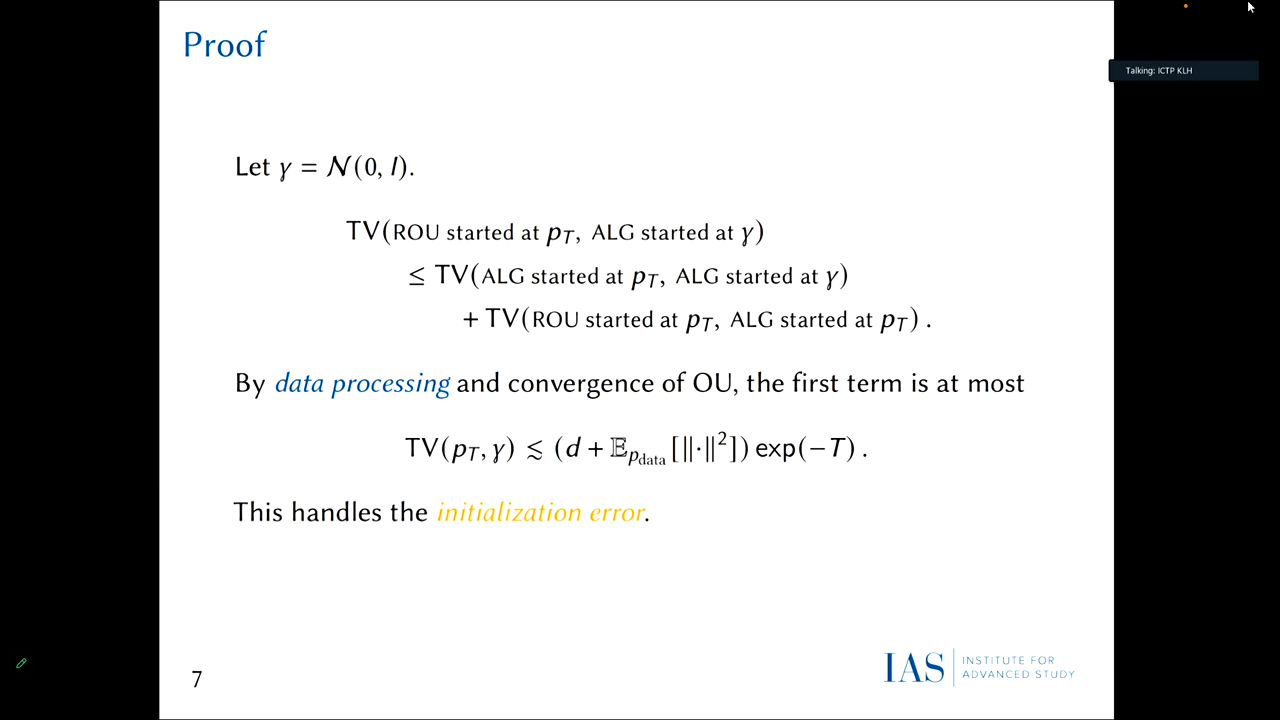 Proof
Talking: ICTP KLH
Let γ = 𝒩(0, I).
TV(ROU started at p_T, ALG started at γ)
≤ TV(ALG started at p_T, ALG started at γ)
+ TV(ROU started at p_T, ALG started at p_T) .
By data processing and convergence of OU, the first term is at most
TV(p_T, γ) ≲ (d + 𝔼_{p_data}[‖·‖²]) exp(−T) .
This handles the initialization error.
7
IAS INSTITUTE FOR
ADVANCED STUDY